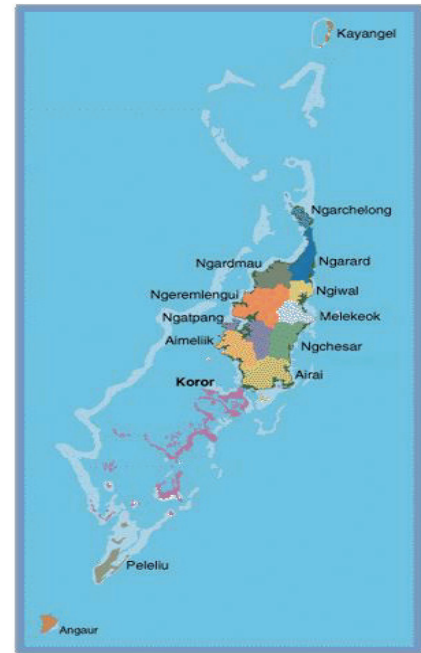 Kayangel
Ngarchelong
Ngardmau
Ngarard
Ngeremlengui
Ngiwal
Ngatpang
Melekeok
Aimeliik
Ngchesar
Airai
Koror
Peleliu
Angaur